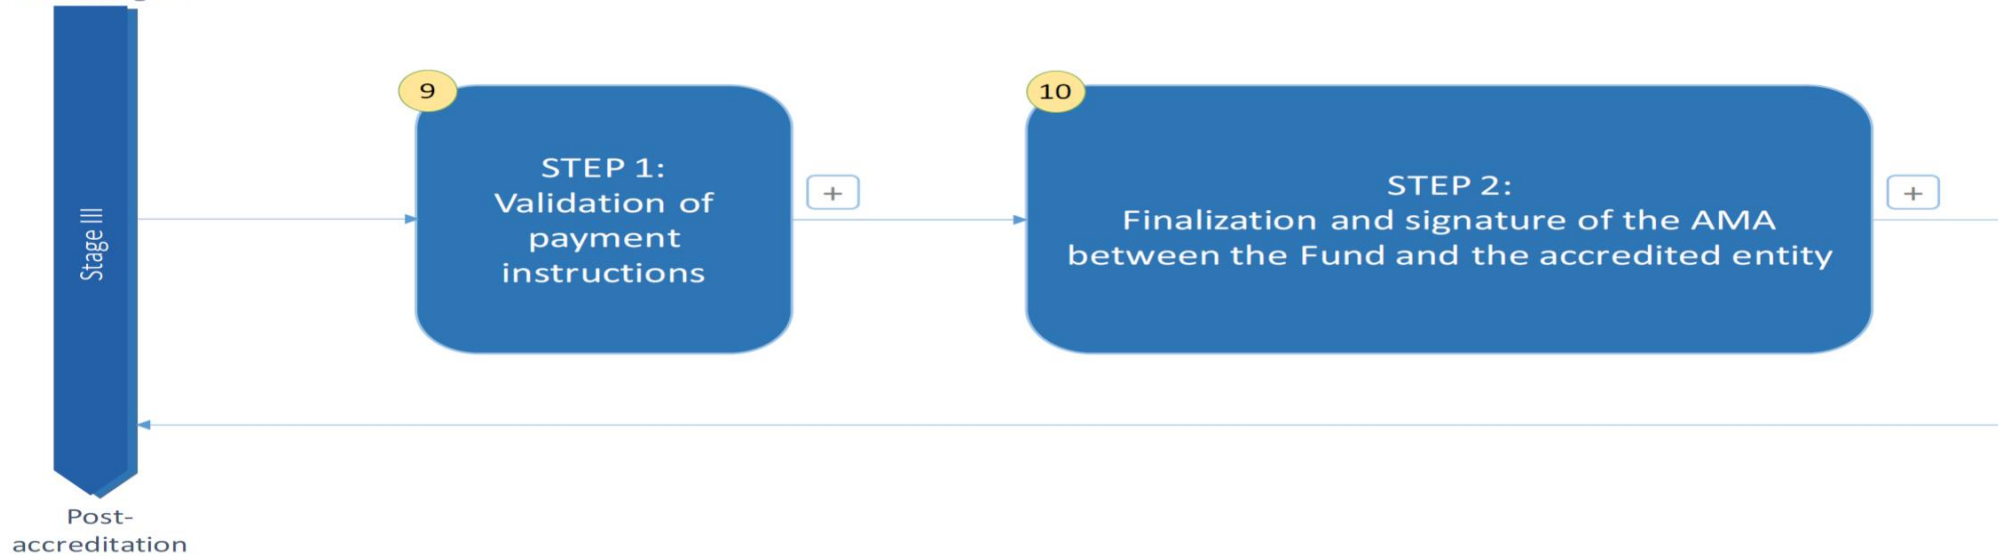 Stage III
9
STEP 1:
Validation of
payment
instructions
+
10
STEP 2:
Finalization and signature of the AMA
between the Fund and the accredited entity
+
Post-
accreditation